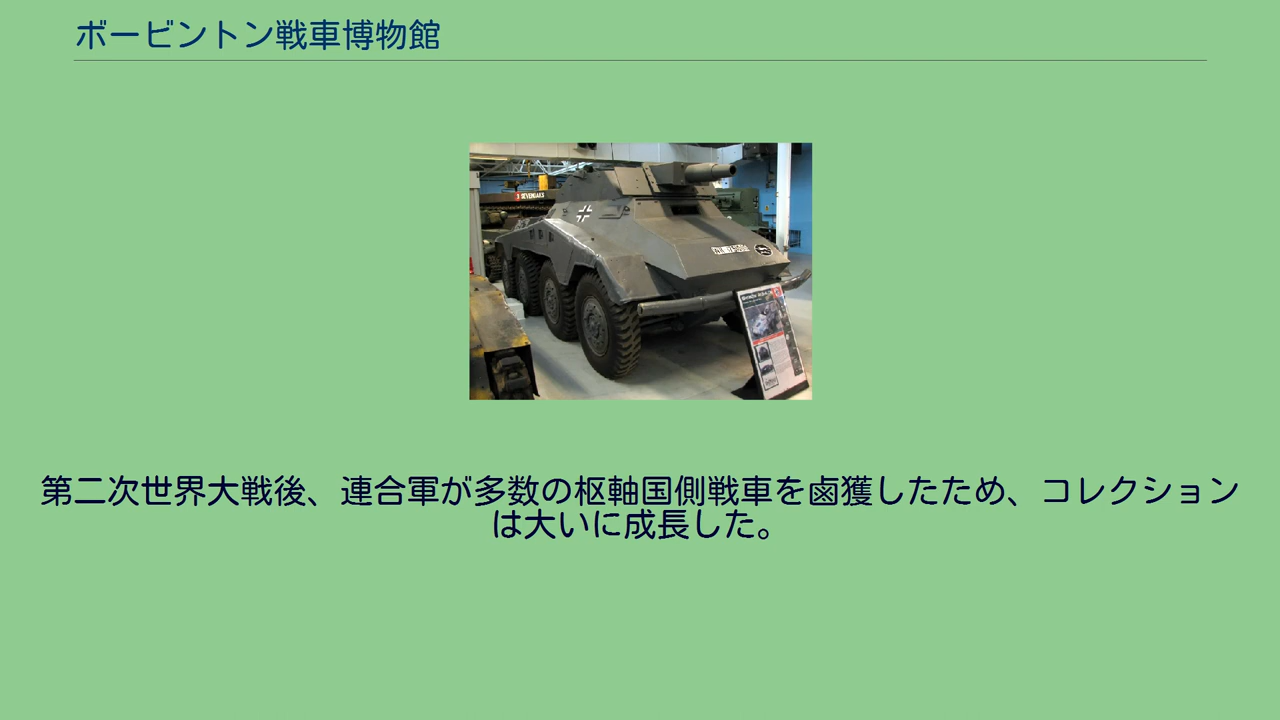 ボービントン戦車博物館
SEVENOAKS
第二次世界大戦後、連合軍が多数の枢軸国側戦車を鹵獲したため、コレクション
は大いに成長した。